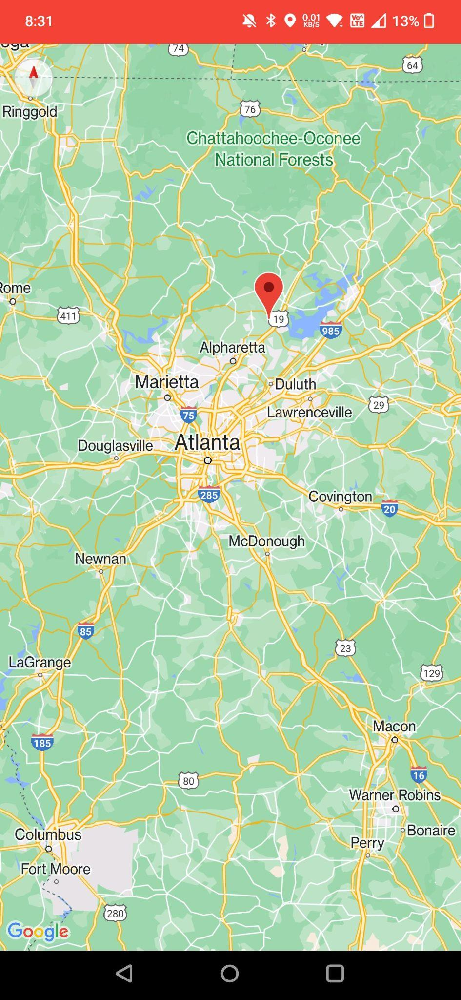 8:31
0.01
KB/S
Vo))
LTE
13%
oga
74
64
Ringgold
76
Chattahoochee-Oconee
National Forests
Rome
411
19
985
Alpharetta
Marietta
Duluth
75
Lawrenceville
29
Atlanta
Douglasville
285
Covington
20
McDonough
Newnan
85
23
LaGrange
129
Macon
185
80
16
Warner Robins
Columbus
Bonaire
Perry
Fort Moore
280
Google